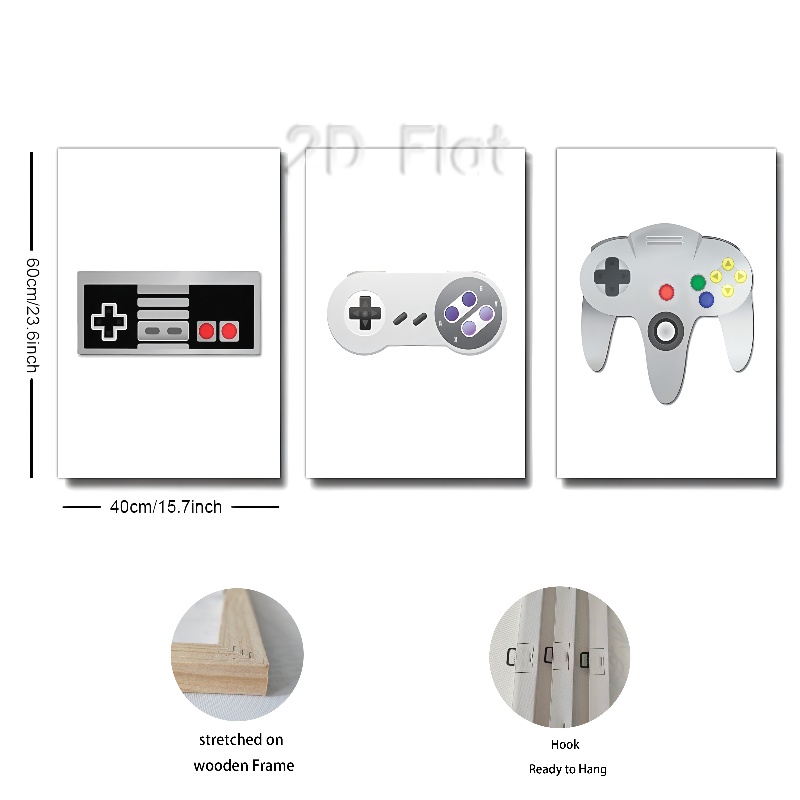 2D Flat
60cm/23.6inch
40cm/15.7inch
stretched on
wooden Frame
Hook
Ready to Hang